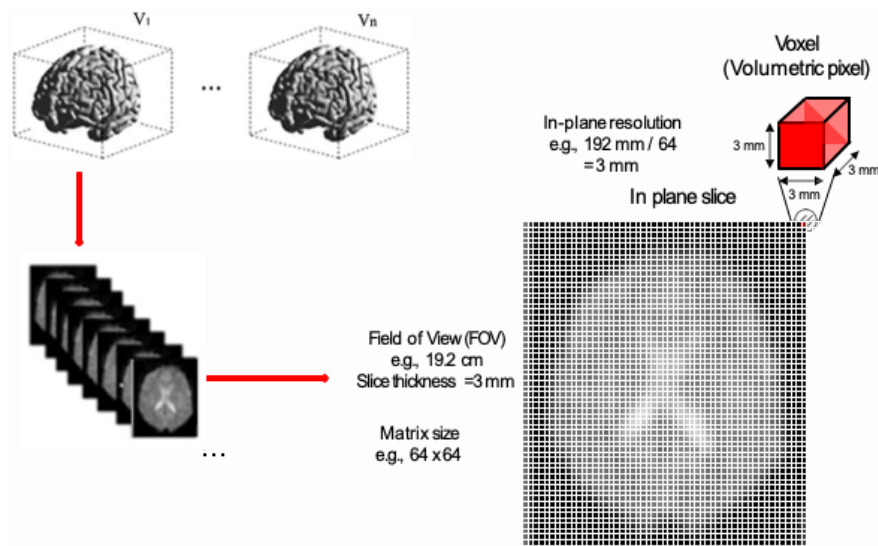 V1
Vn
...
Voxel
(Volumetric pixel)
In-plane resolution
e.g., 192 mm / 64
= 3 mm
3 mm
3 mm
3 mm
In plane slice
Field of View (FOV)
e.g., 19.2 cm
Slice thickness =3 mm
Matrix size
e.g., 64 x 64
...